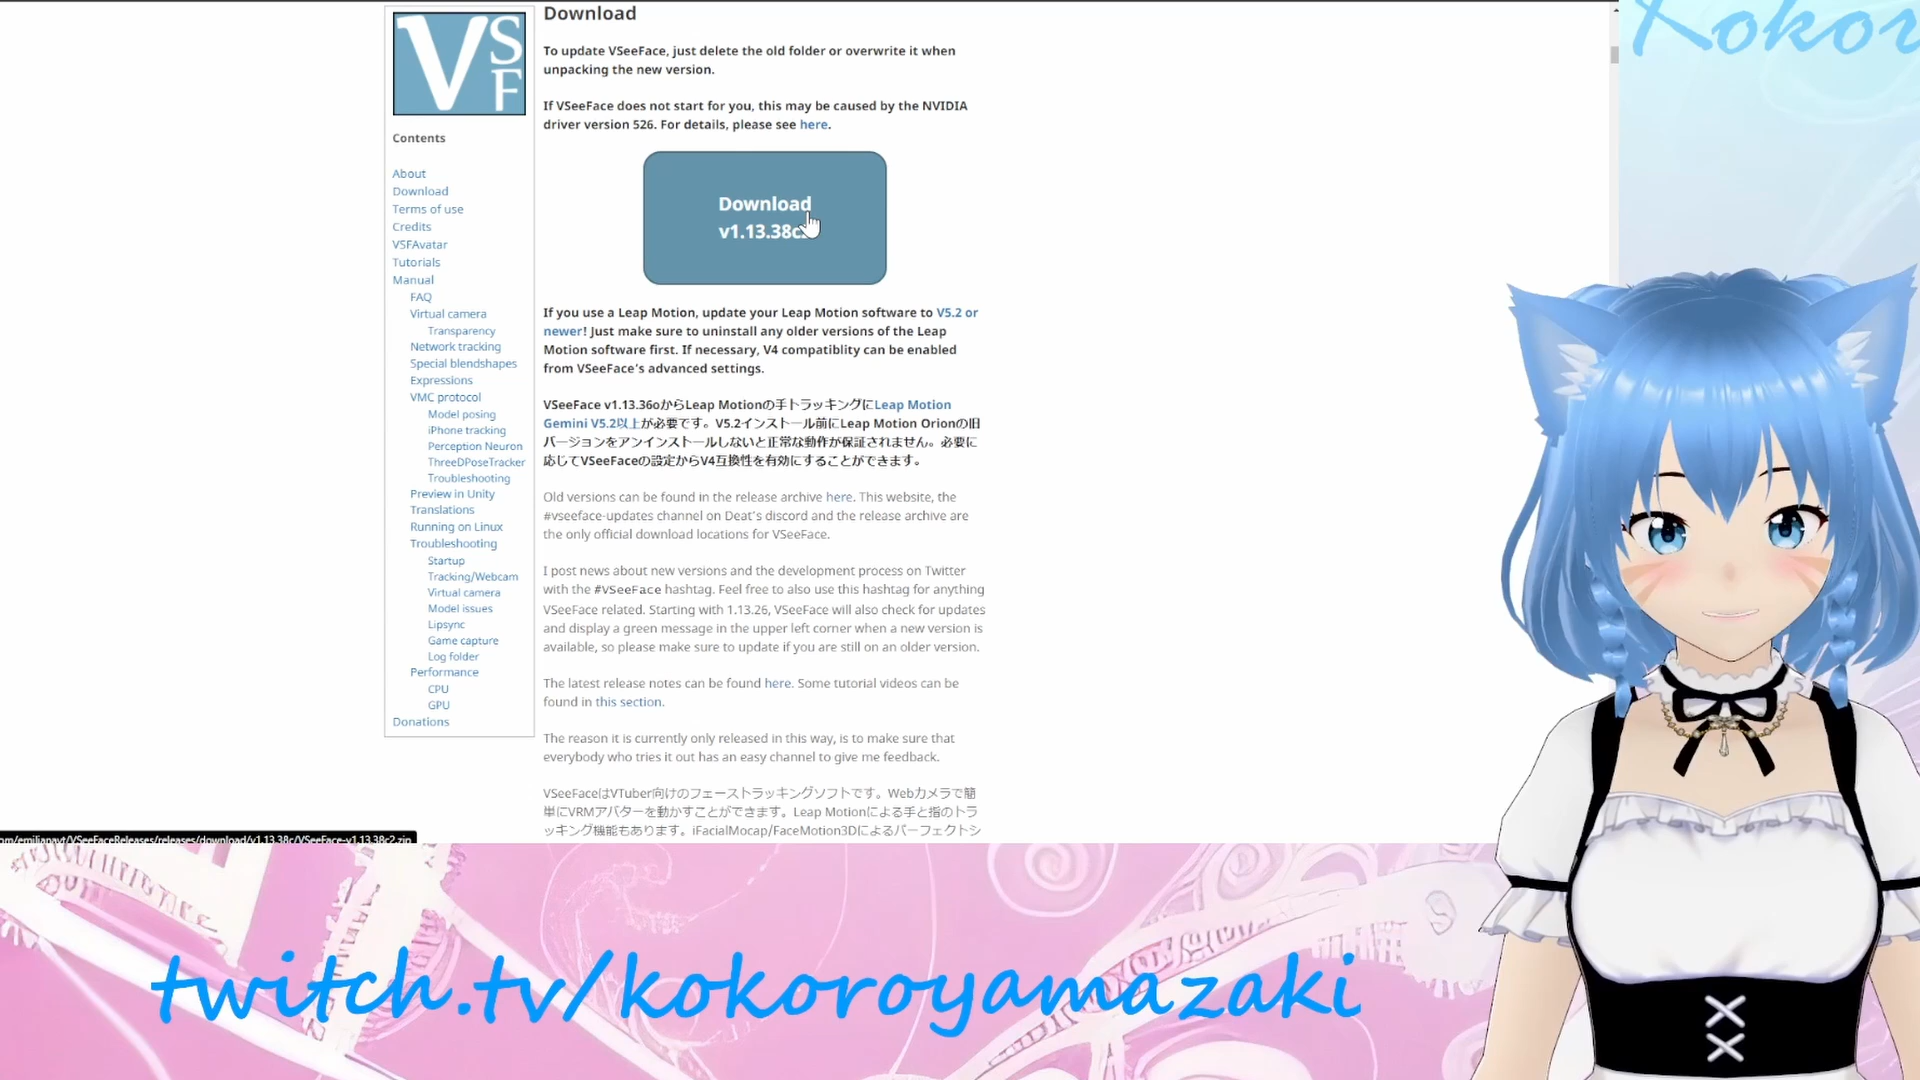 Kokor
VSF
Contents
About
Download
Terms of use
Credits
VSFAvatar
Tutorials
Manual
FAQ
Virtual camera
Transparency
Network tracking
Special blendshapes
Expressions
VMC protocol
Model posing
iPhone tracking
Perception Neuron
ThreeDPoseTracker
Troubleshooting
Preview in Unity
Translations
Running on Linux
Troubleshooting
Startup
Tracking/Webcam
Virtual camera
Model issues
Lipsync
Game capture
Log folder
Performance
CPU
GPU
Donations
Download
To update VSeeFace, just delete the old folder or overwrite it when
unpacking the new version.
If VSeeFace does not start for you, this may be caused by the NVIDIA
driver version 526. For details, please see here.
Download
v1.13.38c
If you use a Leap Motion, update your Leap Motion software to V5.2 or
newer! Just make sure to uninstall any older versions of the Leap
Motion software first. If necessary, V4 compatiblity can be enabled
from VSeeFace's advanced settings.
VSeeFace v1.13.36oからLeap Motionの手トラッキングにLeap Motion
Gemini V5.2以上が必要です。V5.2インストール前にLeap Motion Orionの旧
バージョンをアンインストールしないと正常な動作が保証されません。必要に
応じてVSeeFaceの設定からV4互換性を有効にすることができます。
Old versions can be found in the release archive here. This website, the
#vseeface-updates channel on Deat's discord and the release archive are
the only official download locations for VSeeFace.
I post news about new versions and the development process on Twitter
with the #VSeeFace hashtag. Feel free to also use this hashtag for anything
VSeeFace related. Starting with 1.13.26, VSeeFace will also check for updates
and display a green message in the upper left corner when a new version is
available, so please make sure to update if you are still on an older version.
The latest release notes can be found here. Some tutorial videos can be
found in this section.
The reason it is currently only released in this way, is to make sure that
everybody who tries it out has an easy channel to give me feedback.
VSeeFaceはVTuber向けのフェーストラッキングソフトです。Webカメラで簡
単にVRMアバターを動かすことができます。Leap Motionによる手と指のトラ
ッキング機能もあります。iFacialMocap/FaceMotion3Dによるパーフェクトシ
om/emilianavt/VSeeFaceReleases/releases/download/v1.13.38c/VSeeFace-v1.13.38c2.zip
twitch.tv/kokoroyamazaki